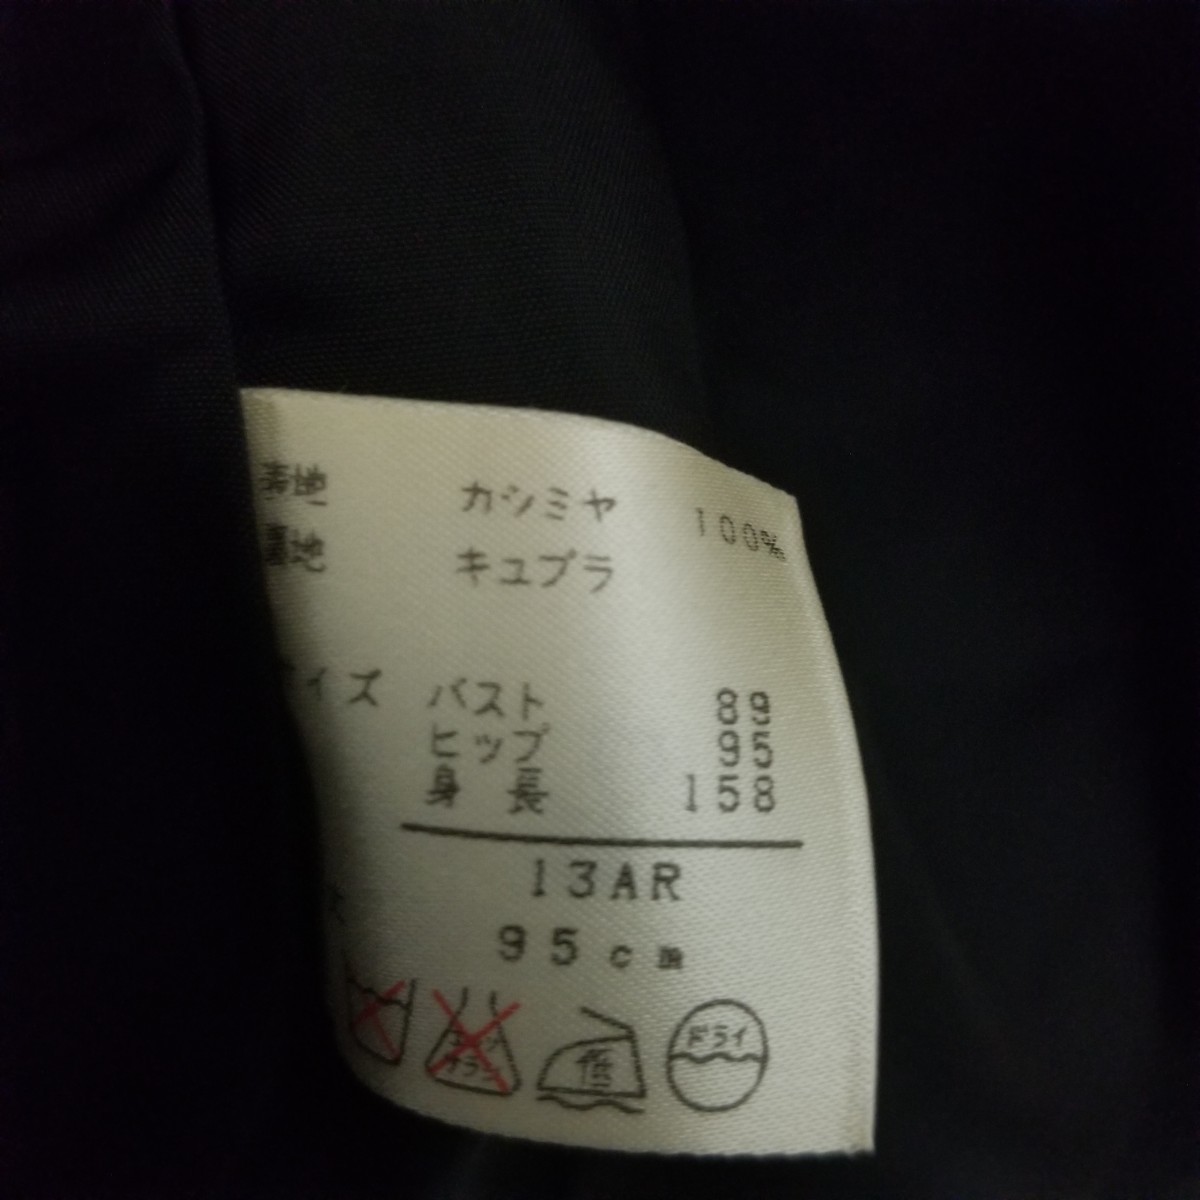 表地 カシミヤ 100%
裏地 キュプラ
イズ バスト 89
ヒップ 95
身長 158
13AR
95cm
低 ドライ